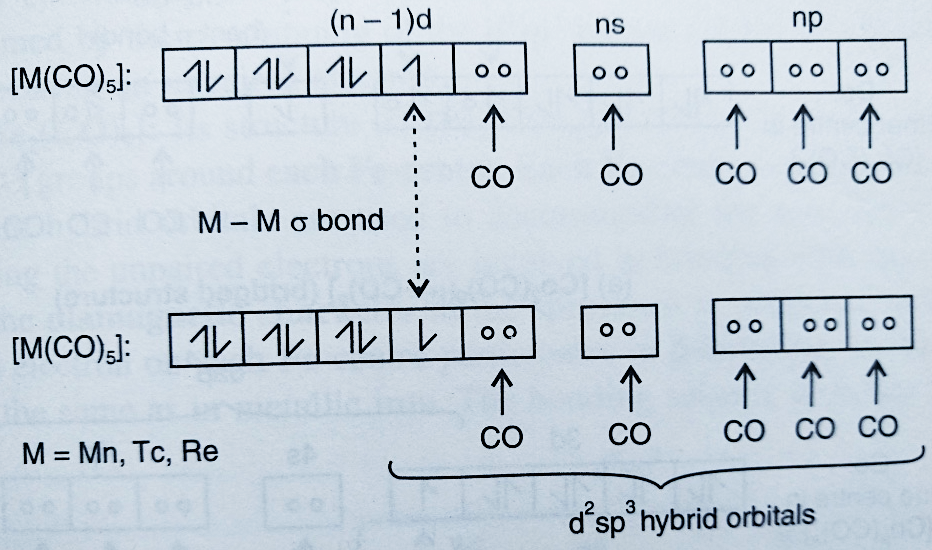 (n – 1)d ns np
[M(CO)₅]:
CO CO CO CO CO
M – M σ bond
[M(CO)₅]:
CO CO CO CO CO
M = Mn, Tc, Re
d²sp³ hybrid orbitals